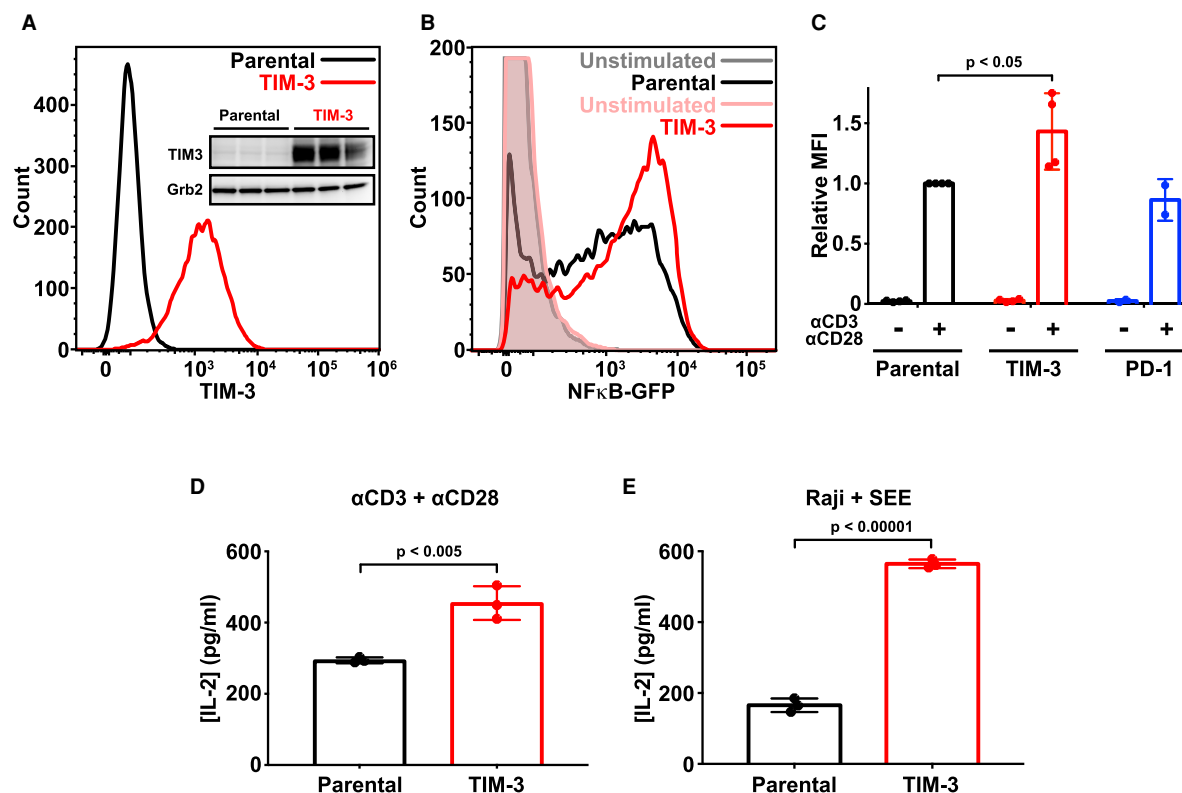 A
Count
400
300
200
100
0
Parental
TIM-3
Parental TIM-3
TIM3
Grb2
0 10³ 10⁴ 10⁵ 10⁶
TIM-3
B
Count
200
150
100
50
0
Unstimulated
Parental
Unstimulated
TIM-3
0 10³ 10⁴ 10⁵
NFκB-GFP
C
p < 0.05
Relative MFI
1.5
1.0
0.5
0
αCD3
αCD28
- + - + - +
Parental TIM-3 PD-1
D
αCD3 + αCD28
p < 0.005
[IL-2] (pg/ml)
600
400
200
0
Parental TIM-3
E
Raji + SEE
p < 0.00001
[IL-2] (pg/ml)
600
400
200
0
Parental TIM-3